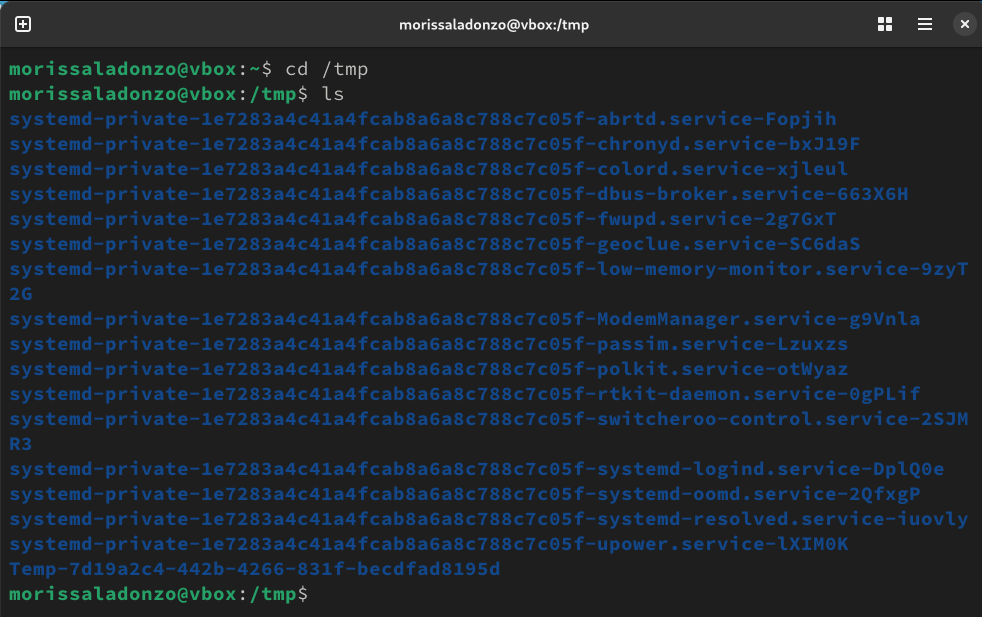 morissaladonzo@vbox:/tmp
morissaladonzo@vbox:~$ cd /tmp
morissaladonzo@vbox:/tmp$ ls
systemd-private-1e7283a4c41a4fcab8a6a8c788c7c05f-abrtd.service-Fopjih
systemd-private-1e7283a4c41a4fcab8a6a8c788c7c05f-chronyd.service-bxJ19F
systemd-private-1e7283a4c41a4fcab8a6a8c788c7c05f-colord.service-xjleul
systemd-private-1e7283a4c41a4fcab8a6a8c788c7c05f-dbus-broker.service-663X6H
systemd-private-1e7283a4c41a4fcab8a6a8c788c7c05f-fwupd.service-2g7GxT
systemd-private-1e7283a4c41a4fcab8a6a8c788c7c05f-geoclue.service-SC6daS
systemd-private-1e7283a4c41a4fcab8a6a8c788c7c05f-low-memory-monitor.service-9zyT
2G
systemd-private-1e7283a4c41a4fcab8a6a8c788c7c05f-ModemManager.service-g9Vnla
systemd-private-1e7283a4c41a4fcab8a6a8c788c7c05f-passim.service-Lzuxzs
systemd-private-1e7283a4c41a4fcab8a6a8c788c7c05f-polkit.service-otWyaz
systemd-private-1e7283a4c41a4fcab8a6a8c788c7c05f-rtkit-daemon.service-0gPLif
systemd-private-1e7283a4c41a4fcab8a6a8c788c7c05f-switcheroo-control.service-2SJM
R3
systemd-private-1e7283a4c41a4fcab8a6a8c788c7c05f-systemd-logind.service-DplQ0e
systemd-private-1e7283a4c41a4fcab8a6a8c788c7c05f-systemd-oomd.service-2QfxgP
systemd-private-1e7283a4c41a4fcab8a6a8c788c7c05f-systemd-resolved.service-iuovly
systemd-private-1e7283a4c41a4fcab8a6a8c788c7c05f-upower.service-lXIM0K
Temp-7d19a2c4-442b-4266-831f-becdfad8195d
morissaladonzo@vbox:/tmp$